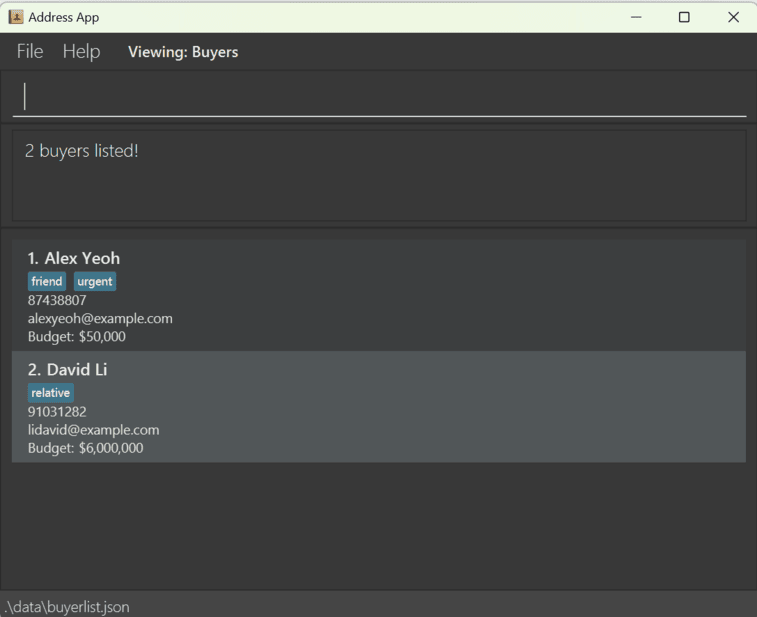 Address App
File Help Viewing: Buyers
2 buyers listed!
1. Alex Yeoh
friend urgent
87438807
alexyeoh@example.com
Budget: $50,000
2. David Li
relative
91031282
lidavid@example.com
Budget: $6,000,000
.\data\buyerlist.json